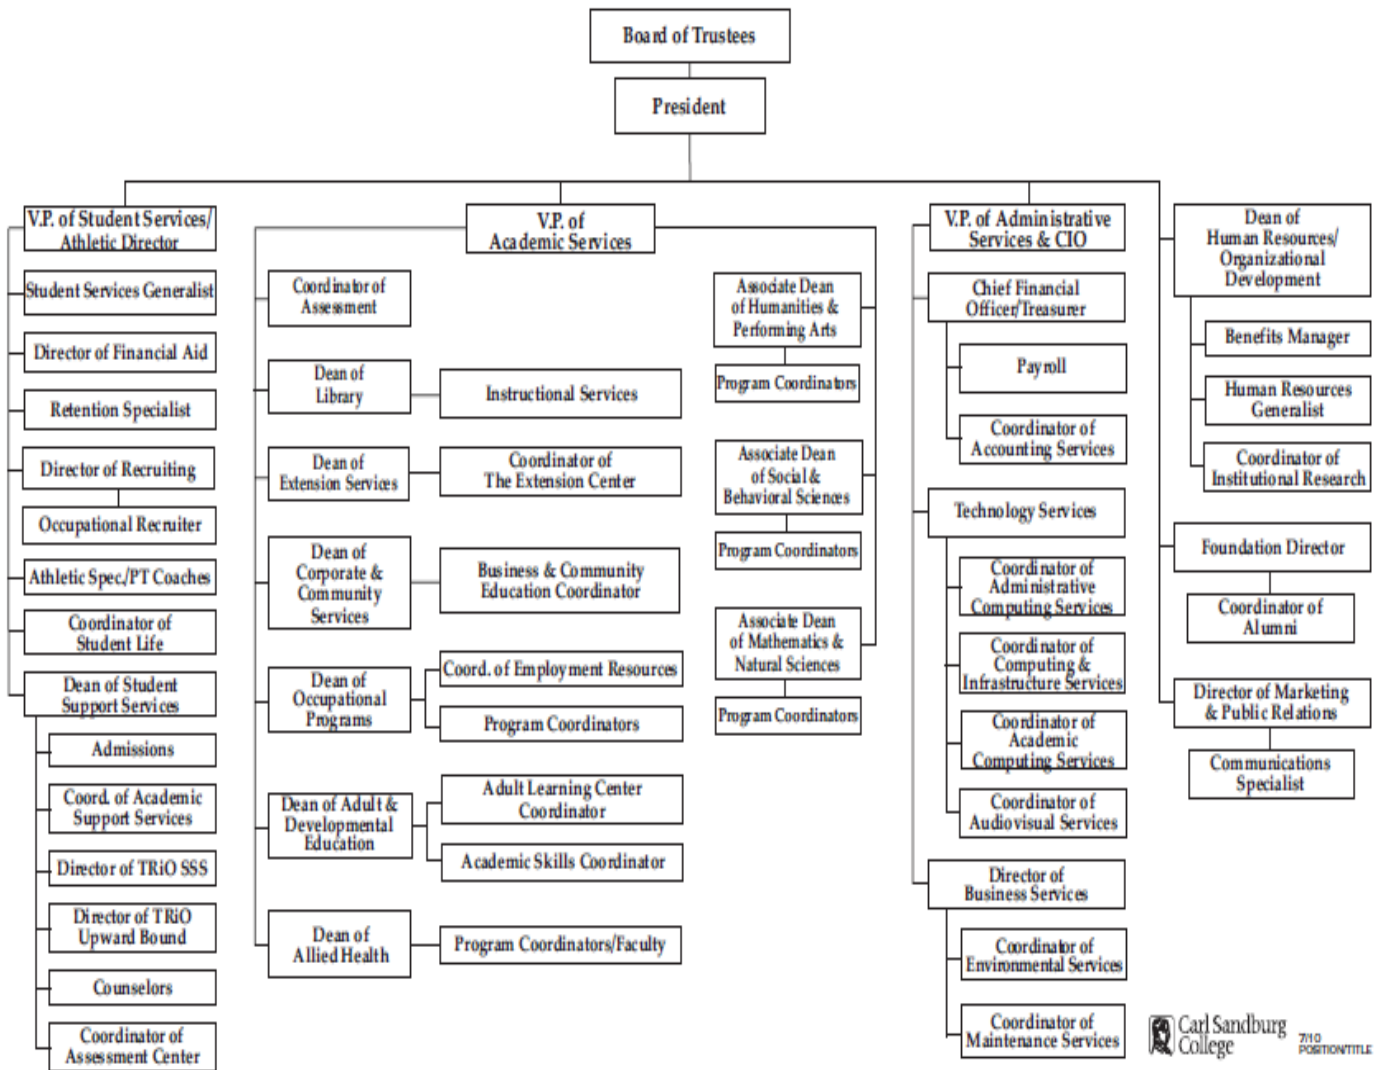 Board of Trustees
President
V.P. of Student Services/
Athletic Director
Student Services Generalist
Director of Financial Aid
Retention Specialist
Director of Recruiting
Occupational Recruiter
Athletic Spec./PT Coaches
Coordinator of
Student Life
Dean of Student
Support Services
Admissions
Coord. of Academic
Support Services
Director of TRiO SSS
Director of TRiO
Upward Bound
Counselors
Coordinator of
Assessment Center
V.P. of
Academic Services
Coordinator of
Assessment
Dean of
Library
Instructional Services
Dean of
Extension Services
Coordinator of
The Extension Center
Dean of
Corporate &
Community
Services
Business & Community
Education Coordinator
Dean of
Occupational
Programs
Coord. of Employment Resources
Program Coordinators
Dean of Adult &
Developmental
Education
Adult Learning Center
Coordinator
Academic Skills Coordinator
Dean of
Allied Health
Program Coordinators/Faculty
Associate Dean
of Humanities &
Performing Arts
Program Coordinators
Associate Dean
of Social &
Behavioral Sciences
Program Coordinators
Associate Dean
of Mathematics &
Natural Sciences
Program Coordinators
V.P. of Administrative
Services & CIO
Chief Financial
Officer/Treasurer
Payroll
Coordinator of
Accounting Services
Technology Services
Coordinator of
Administrative
Computing Services
Coordinator of
Computing &
Infrastructure Services
Coordinator of
Academic
Computing Services
Coordinator of
Audiovisual Services
Director of
Business Services
Coordinator of
Environmental Services
Coordinator of
Maintenance Services
Dean of
Human Resources/
Organizational
Development
Benefits Manager
Human Resources
Generalist
Coordinator of
Institutional Research
Foundation Director
Coordinator of
Alumni
Director of Marketing
& Public Relations
Communications
Specialist
Carl Sandburg
College
7/10
POSITION/TITLE